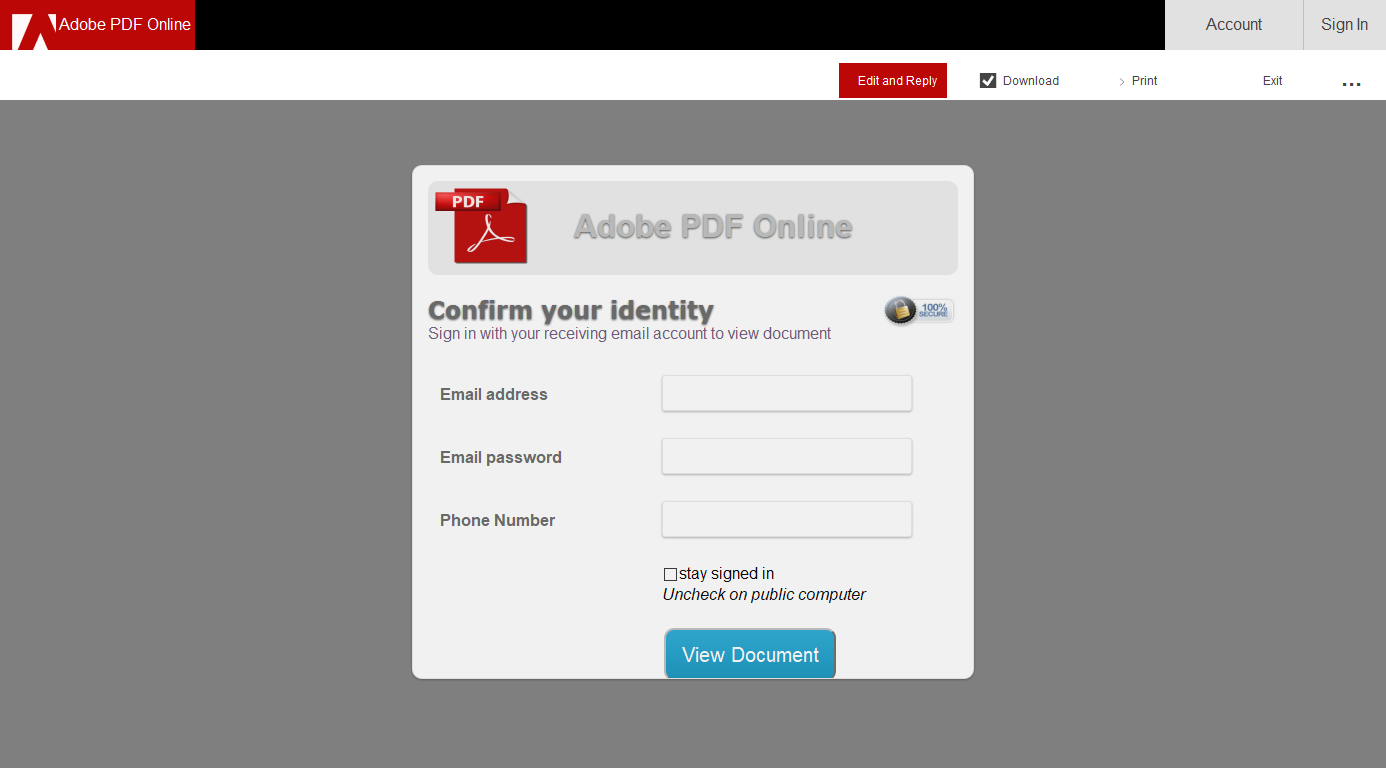 Adobe PDF Online
Account
Sign In
Edit and Reply
Download
Print
Exit
...
PDF
Adobe PDF Online
Confirm your identity
100%
SECURE
Sign in with your receiving email account to view document
Email address
Email password
Phone Number
stay signed in
Uncheck on public computer
View Document